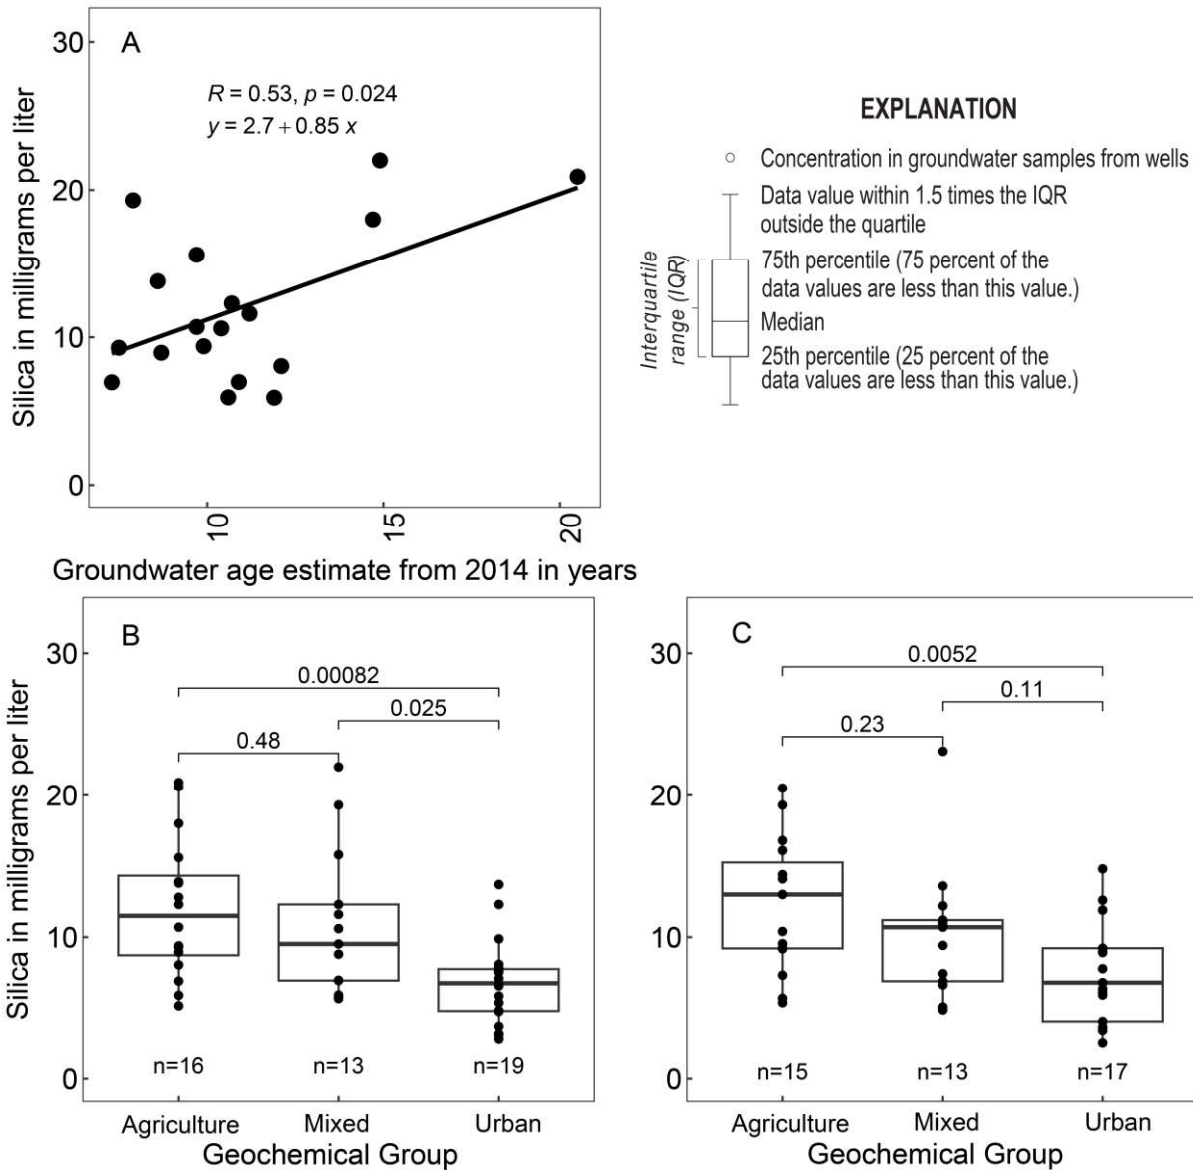 A
R = 0.53, p = 0.024
y = 2.7 + 0.85 x
Silica in milligrams per liter
30
20
10
0
10
15
20
Groundwater age estimate from 2014 in years
EXPLANATION
Concentration in groundwater samples from wells
Data value within 1.5 times the IQR
outside the quartile
75th percentile (75 percent of the
data values are less than this value.)
Median
25th percentile (25 percent of the
data values are less than this value.)
Interquartile
range (IQR)
B
0.00082
0.025
0.48
Silica in milligrams per liter
30
20
10
0
n=16
n=13
n=19
Agriculture
Mixed
Urban
Geochemical Group
C
0.0052
0.11
0.23
30
20
10
0
n=15
n=13
n=17
Agriculture
Mixed
Urban
Geochemical Group